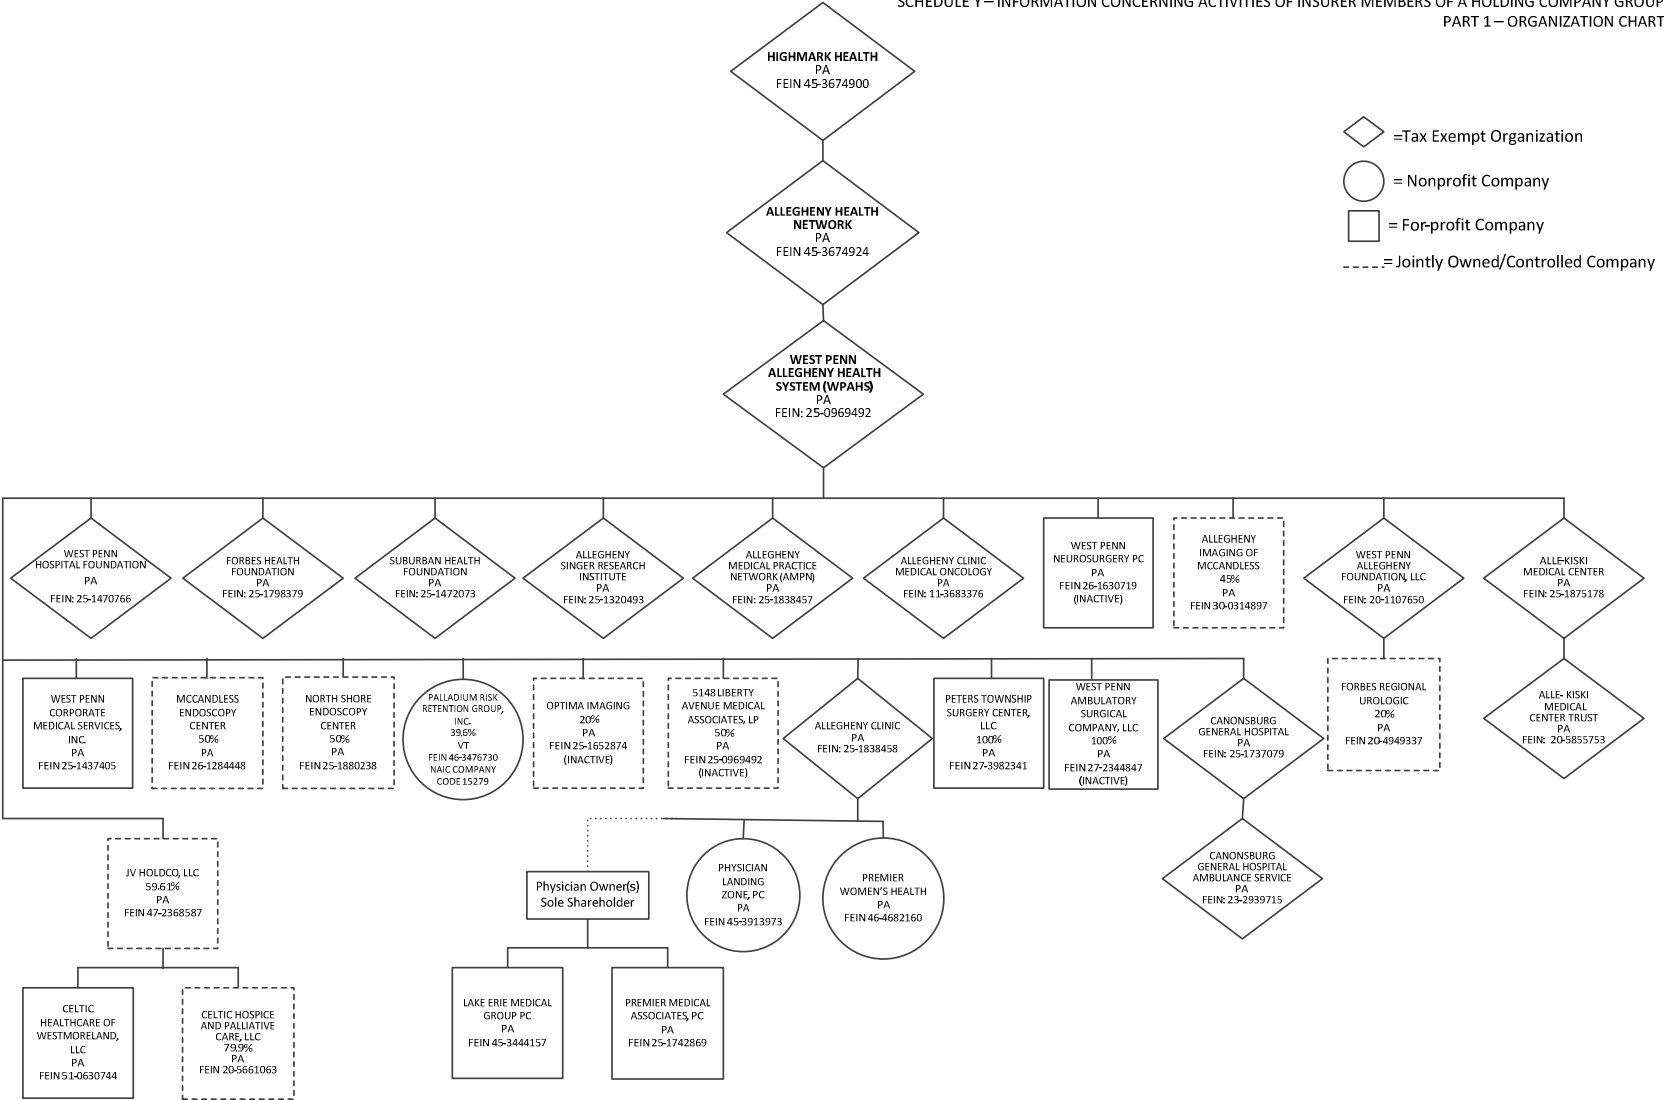 SCHEDULE Y – INFORMATION CONCERNING ACTIVITIES OF INSURER MEMBERS OF A HOLDING COMPANY GROUP
PART 1 – ORGANIZATION CHART
HIGHMARK HEALTH
PA
FEIN 45-3674900
=Tax Exempt Organization
= Nonprofit Company
= For-profit Company
= Jointly Owned/Controlled Company
ALLEGHENY HEALTH
NETWORK
PA
FEIN 45-3674924
WEST PENN
ALLEGHENY HEALTH
SYSTEM (WPAHS)
PA
FEIN: 25-0969492
WEST PENN
HOSPITAL FOUNDATION
PA
FEIN: 25-1470766
FORBES HEALTH
FOUNDATION
PA
FEIN: 25-1798379
SUBURBAN HEALTH
FOUNDATION
PA
FEIN: 25-1472073
ALLEGHENY
SINGER RESEARCH
INSTITUTE
PA
FEIN: 25-1320493
ALLEGHENY
MEDICAL PRACTICE
NETWORK (AMPN)
PA
FEIN: 25-1838457
ALLEGHENY CLINIC
MEDICAL ONCOLOGY
PA
FEIN: 11-3683376
WEST PENN
NEUROSURGERY PC
PA
FEIN 26-1630719
(INACTIVE)
ALLEGHENY
IMAGING OF
MCCANDLESS
45%
PA
FEIN 30-0314897
WEST PENN
ALLEGHENY
FOUNDATION, LLC
PA
FEIN: 20-1107650
ALLE-KISKI
MEDICAL CENTER
PA
FEIN: 25-1875178
WEST PENN
CORPORATE
MEDICAL SERVICES,
INC.
PA
FEIN 25-1437405
MCCANDLESS
ENDOSCOPY
CENTER
50%
PA
FEIN 26-1284448
NORTH SHORE
ENDOSCOPY
CENTER
50%
PA
FEIN 25-1880238
PALLADIUM RISK
RETENTION GROUP,
INC.
39.6%
VT
FEIN 46-3476730
NAIC COMPANY
CODE 15279
OPTIMA IMAGING
20%
PA
FEIN 25-1652874
(INACTIVE)
5148 LIBERTY
AVENUE MEDICAL
ASSOCIATES, LP
50%
PA
FEIN 25-0969492
(INACTIVE)
ALLEGHENY CLINIC
PA
FEIN: 25-1838458
PETERS TOWNSHIP
SURGERY CENTER,
LLC
100%
PA
FEIN 27-3982341
WEST PENN
AMBULATORY
SURGICAL
COMPANY, LLC
100%
PA
FEIN 27-2344847
(INACTIVE)
CANONSBURG
GENERAL HOSPITAL
PA
FEIN: 25-1737079
FORBES REGIONAL
UROLOGIC
20%
PA
FEIN 20-4949337
ALLE- KISKI
MEDICAL
CENTER TRUST
PA
FEIN: 20-5855753
JV HOLDCO, LLC
59.61%
PA
FEIN 47-2368587
Physician Owner(s)
Sole Shareholder
PHYSICIAN
LANDING
ZONE, PC
PA
FEIN 45-3913973
PREMIER
WOMEN'S HEALTH
PA
FEIN 46-4682160
CANONSBURG
GENERAL HOSPITAL
AMBULANCE SERVICE
PA
FEIN: 23-2939715
CELTIC
HEALTHCARE OF
WESTMORELAND,
LLC
PA
FEIN 51-0630744
CELTIC HOSPICE
AND PALLIATIVE
CARE, LLC
79.9%
PA
FEIN 20-5661063
LAKE ERIE MEDICAL
GROUP PC
PA
FEIN 45-3444157
PREMIER MEDICAL
ASSOCIATES, PC
PA
FEIN 25-1742869